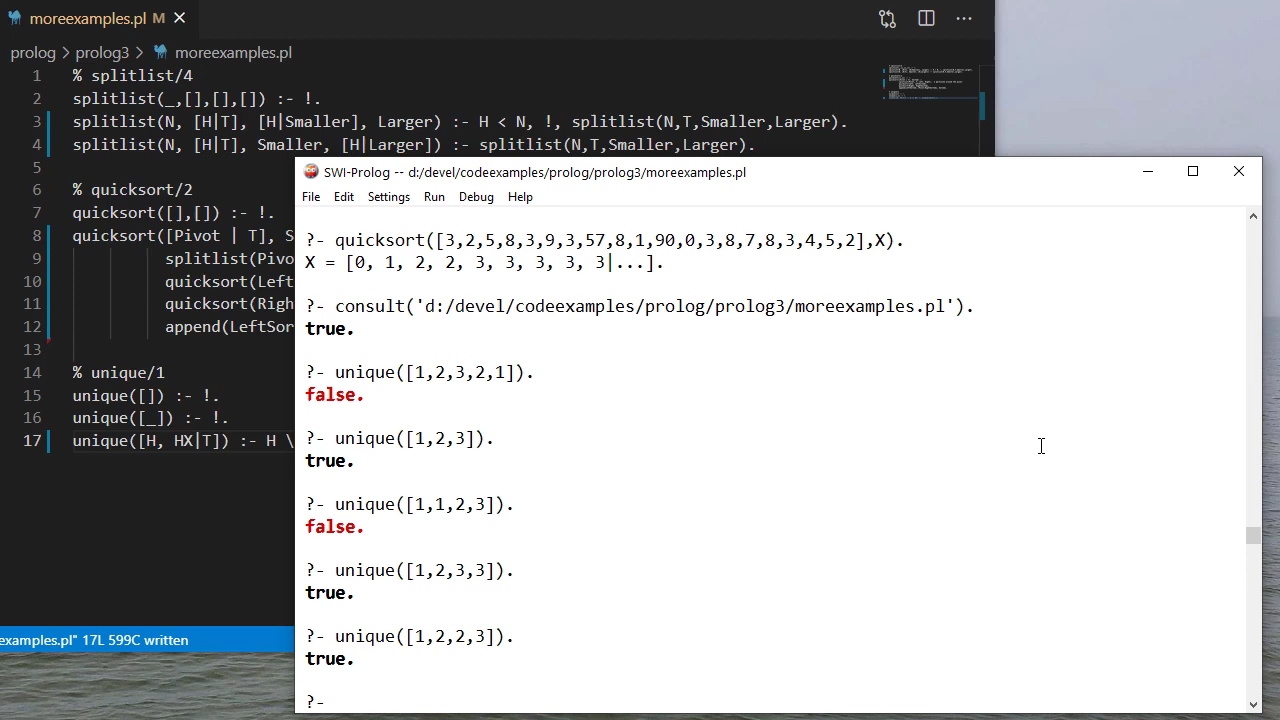 moreexamples.pl M
prolog > prolog3 > moreexamples.pl
1 % splitlist/4
2 splitlist(_,[],[],[]) :- !.
3 splitlist(N, [H|T], [H|Smaller], Larger) :- H < N, !, splitlist(N,T,Smaller,Larger).
4 splitlist(N, [H|T], Smaller, [H|Larger]) :- splitlist(N,T,Smaller,Larger).
5
6 % quicksort/2
7 quicksort([],[]) :- !.
8 quicksort([Pivot | T], S
9 splitlist(Pivo
10 quicksort(Left
11 quicksort(Righ
12 append(LeftSor
13
14 % unique/1
15 unique([]) :- !.
16 unique([_]) :- !.
17 unique([H, HX|T]) :- H \
examples.pl" 17L 599C written
SWI-Prolog -- d:/devel/codeexamples/prolog/prolog3/moreexamples.pl
File Edit Settings Run Debug Help
?- quicksort([3,2,5,8,3,9,3,57,8,1,90,0,3,8,7,8,3,4,5,2],X).
X = [0, 1, 2, 2, 3, 3, 3, 3, 3|...].
?- consult('d:/devel/codeexamples/prolog/prolog3/moreexamples.pl').
true.
?- unique([1,2,3,2,1]).
false.
?- unique([1,2,3]).
true.
?- unique([1,1,2,3]).
false.
?- unique([1,2,3,3]).
true.
?- unique([1,2,2,3]).
true.
?-